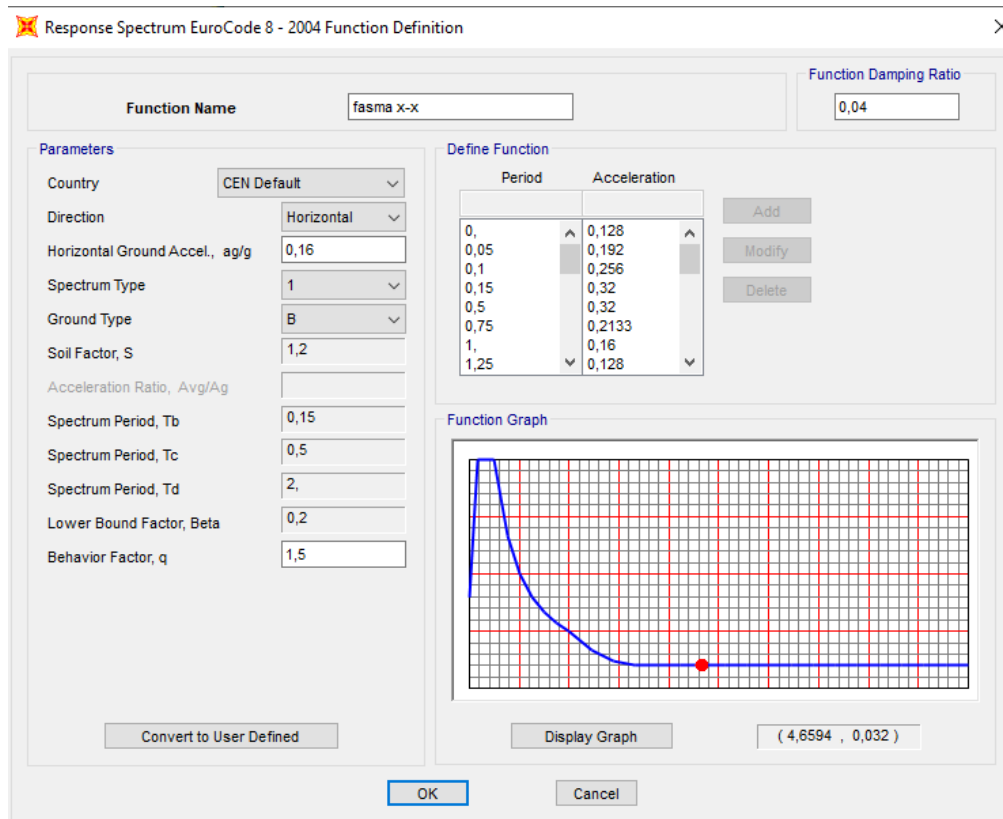 Response Spectrum EuroCode 8 - 2004 Function Definition
Function Damping Ratio
Function Name fasma x-x 0,04
Parameters
Country CEN Default
Direction Horizontal
Horizontal Ground Accel., ag/g 0,16
Spectrum Type 1
Ground Type B
Soil Factor, S 1,2
Acceleration Ratio, Avg/Ag
Spectrum Period, Tb 0,15
Spectrum Period, Tc 0,5
Spectrum Period, Td 2,
Lower Bound Factor, Beta 0,2
Behavior Factor, q 1,5
Convert to User Defined
Define Function
Period Acceleration
0, 0,128
0,05 0,192
0,1 0,256
0,15 0,32
0,5 0,32
0,75 0,2133
1, 0,16
1,25 0,128
Add
Modify
Delete
Function Graph
Display Graph ( 4,6594 , 0,032 )
OK Cancel